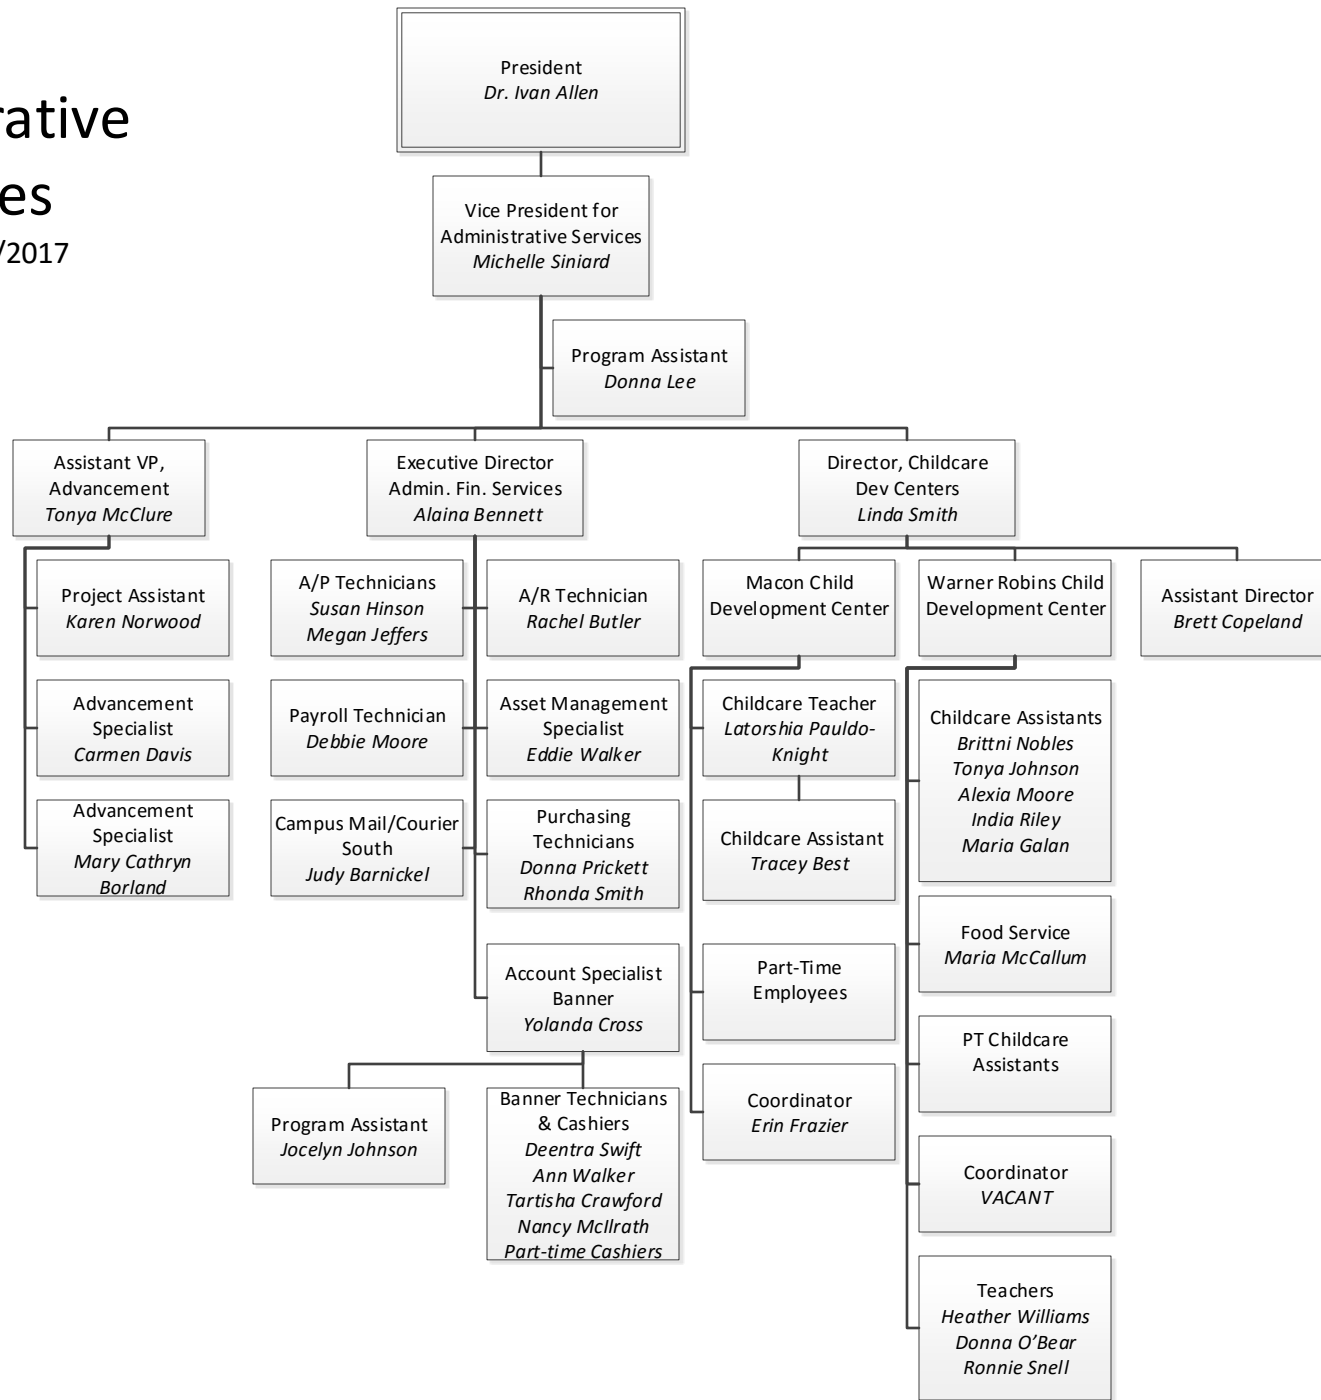 President
Dr. Ivan Allen
rative
es
/2017
Vice President for
Administrative Services
Michelle Siniard
Program Assistant
Donna Lee
Assistant VP,
Advancement
Tonya McClure
Executive Director
Admin. Fin. Services
Alaina Bennett
Director, Childcare
Dev Centers
Linda Smith
Project Assistant
Karen Norwood
Advancement
Specialist
Carmen Davis
Advancement
Specialist
Mary Cathryn
Borland
A/P Technicians
Susan Hinson
Megan Jeffers
A/R Technician
Rachel Butler
Payroll Technician
Debbie Moore
Asset Management
Specialist
Eddie Walker
Campus Mail/Courier
South
Judy Barnickel
Purchasing
Technicians
Donna Prickett
Rhonda Smith
Account Specialist
Banner
Yolanda Cross
Program Assistant
Jocelyn Johnson
Banner Technicians
& Cashiers
Deentra Swift
Ann Walker
Tartisha Crawford
Nancy McIlrath
Part-time Cashiers
Macon Child
Development Center
Childcare Teacher
Latorshia Pauldo-
Knight
Childcare Assistant
Tracey Best
Part-Time
Employees
Coordinator
Erin Frazier
Warner Robins Child
Development Center
Childcare Assistants
Brittni Nobles
Tonya Johnson
Alexia Moore
India Riley
Maria Galan
Food Service
Maria McCallum
PT Childcare
Assistants
Coordinator
VACANT
Teachers
Heather Williams
Donna O’Bear
Ronnie Snell
Assistant Director
Brett Copeland